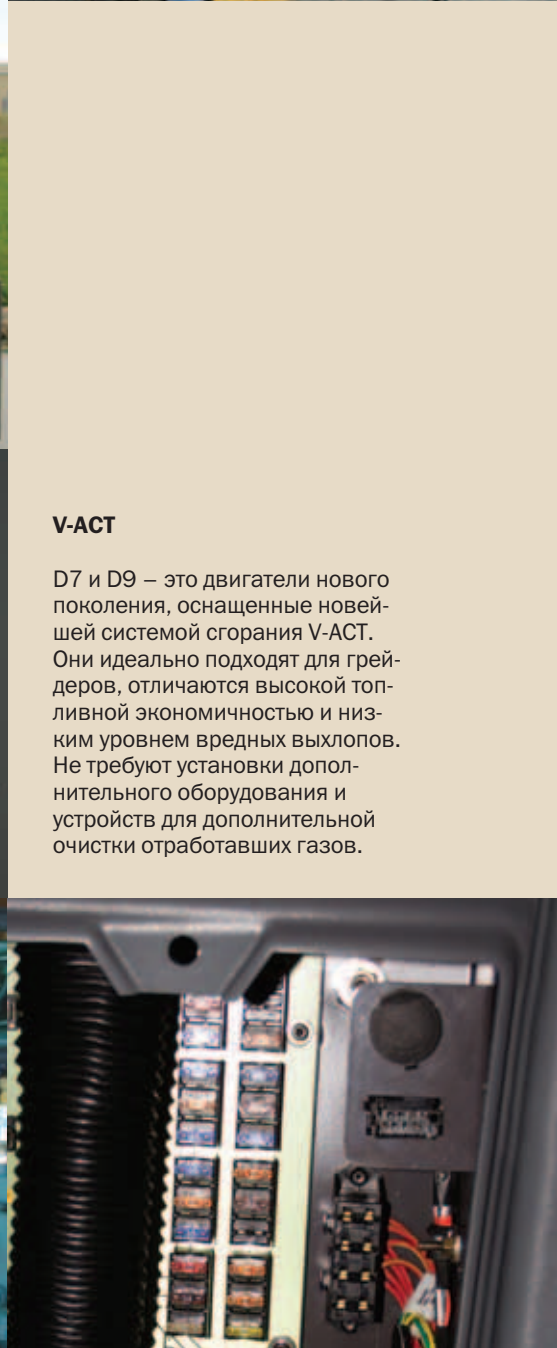 V-ACT
D7 и D9 – это двигатели нового
поколения, оснащенные новей-
шей системой сгорания V-ACT.
Они идеально подходят для грей-
деров, отличаются высокой топ-
ливной экономичностью и низ-
ким уровнем вредных выхлопов.
Не требуют установки допол-
нительного оборудования и
устройств для дополнительной
очистки отработавших газов.